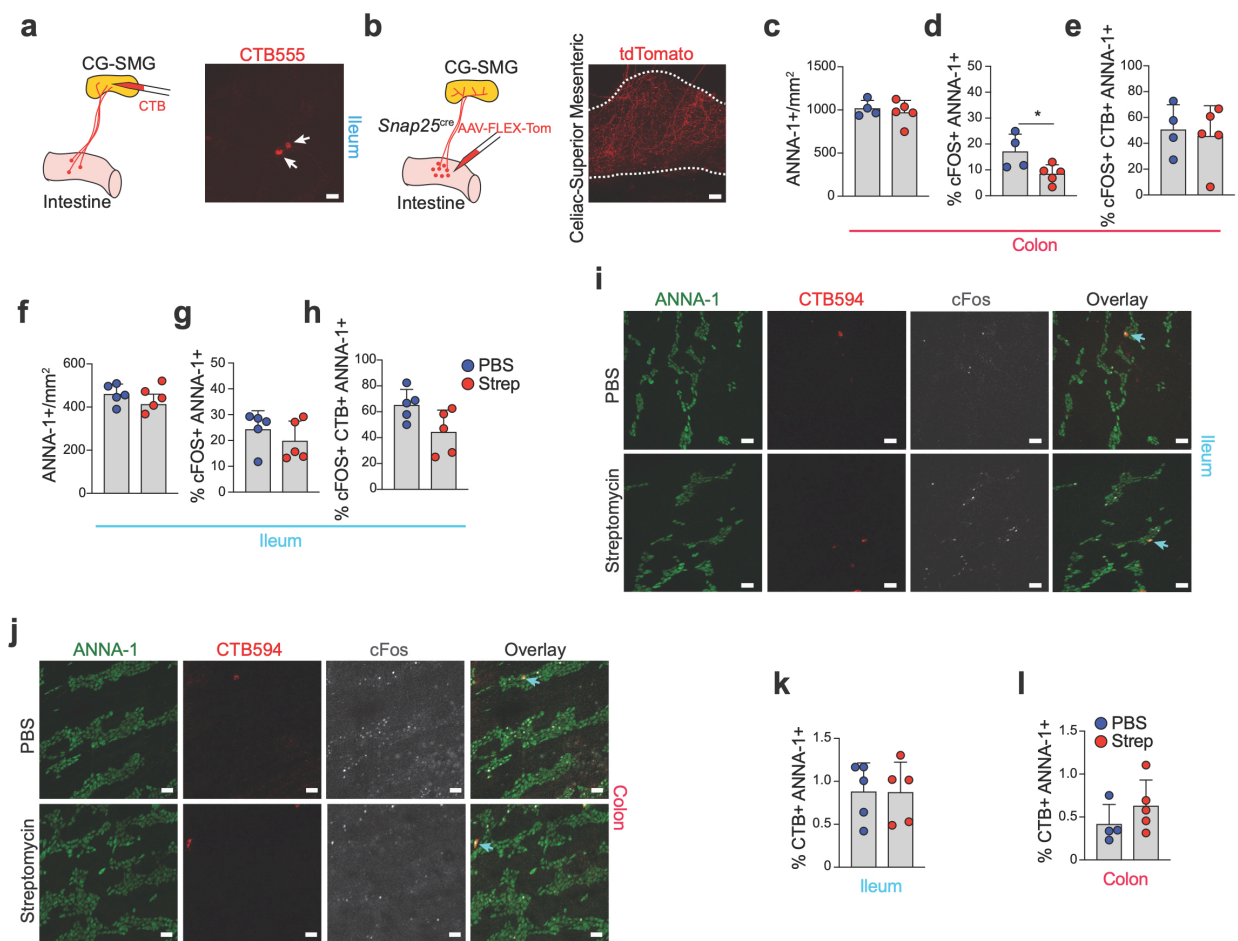 a
CTB555
CG-SMG
CTB
Ileum
Intestine
b
tdTomato
CG-SMG
Snap25cre
AAV-FLEX-Tom
Intestine
Celiac-Superior Mesenteric
c
ANNA-1+/mm2
1500
1000
500
0
d
% cFOS+ ANNA-1+
50
40
30
20
10
0
*
e
% cFOS+ CTB+ ANNA-1+
100
80
60
40
20
0
Colon
f
ANNA-1+/mm2
600
400
200
0
g
% cFOS+ ANNA-1+
50
40
30
20
10
0
h
% cFOS+ CTB+ ANNA-1+
100
80
60
40
20
0
PBS
Strep
Ileum
i
ANNA-1
CTB594
cFos
Overlay
PBS
Streptomycin
Ileum
j
ANNA-1
CTB594
cFos
Overlay
PBS
Streptomycin
Colon
k
% CTB+ ANNA-1+
1.5
1.0
0.5
0
Ileum
l
% CTB+ ANNA-1+
1.5
1.0
0.5
0
PBS
Strep
Colon